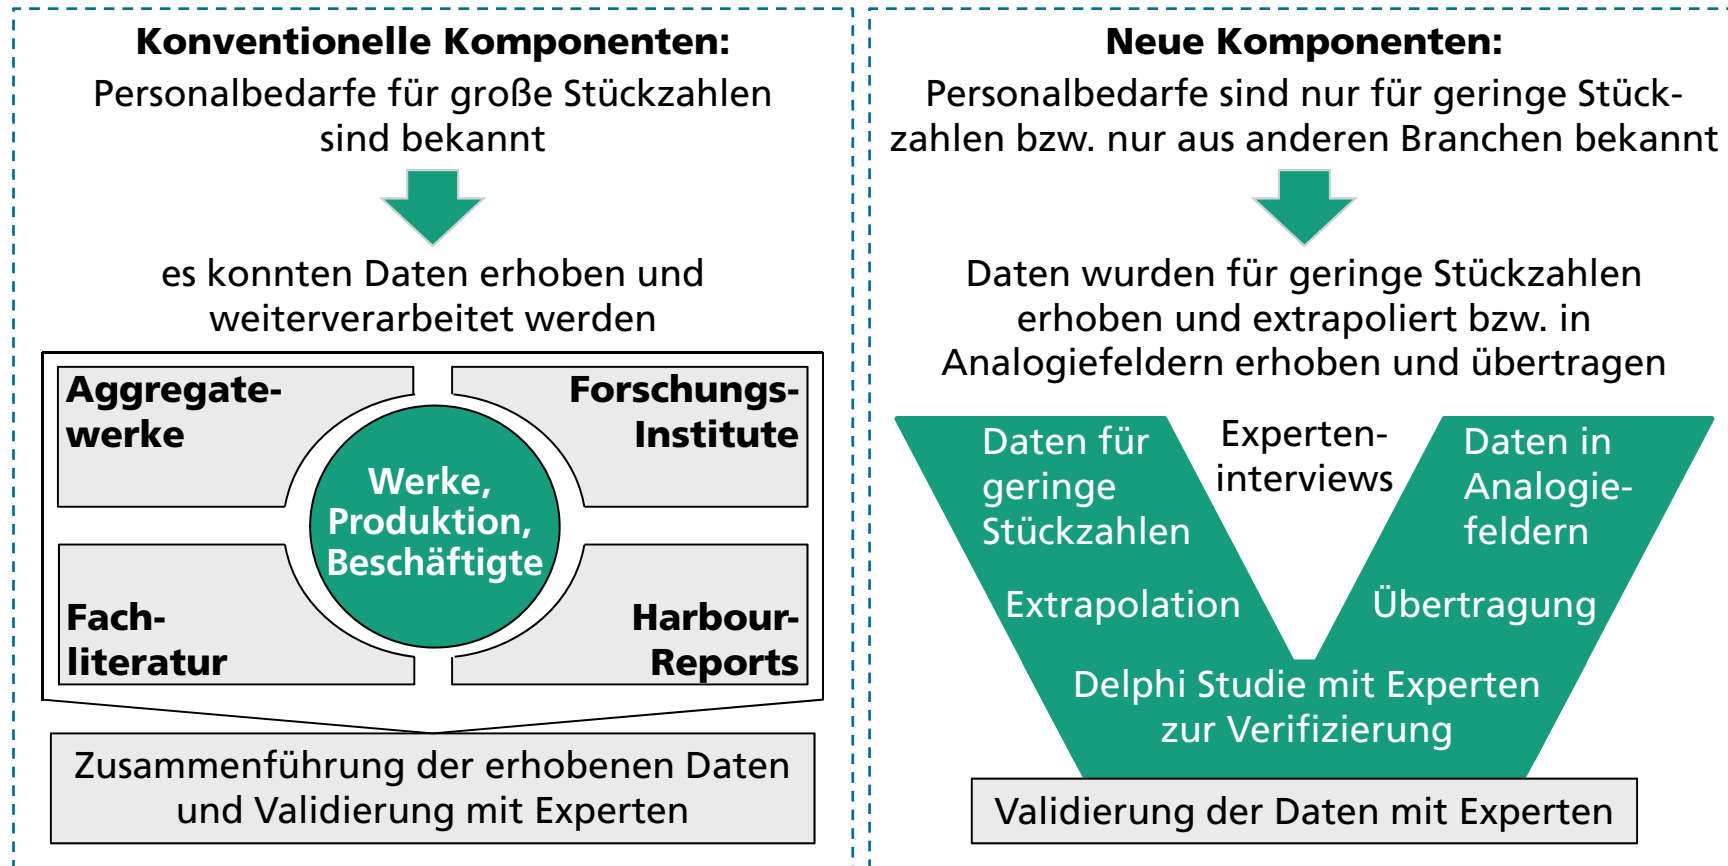 Konventionelle Komponenten:
Personalbedarfe für große Stückzahlen
sind bekannt
es konnten Daten erhoben und
weiterverarbeitet werden
Aggregate-
werke
Forschungs-
Institute
Werke,
Produktion,
Beschäftigte
Fach-
literatur
Harbour-
Reports
Zusammenführung der erhobenen Daten
und Validierung mit Experten
Neue Komponenten:
Personalbedarfe sind nur für geringe Stück-
zahlen bzw. nur aus anderen Branchen bekannt
Daten wurden für geringe Stückzahlen
erhoben und extrapoliert bzw. in
Analogiefeldern erhoben und übertragen
Daten für
geringe
Stückzahlen
Experten-
interviews
Daten in
Analogie-
feldern
Extrapolation
Übertragung
Delphi Studie mit Experten
zur Verifizierung
Validierung der Daten mit Experten